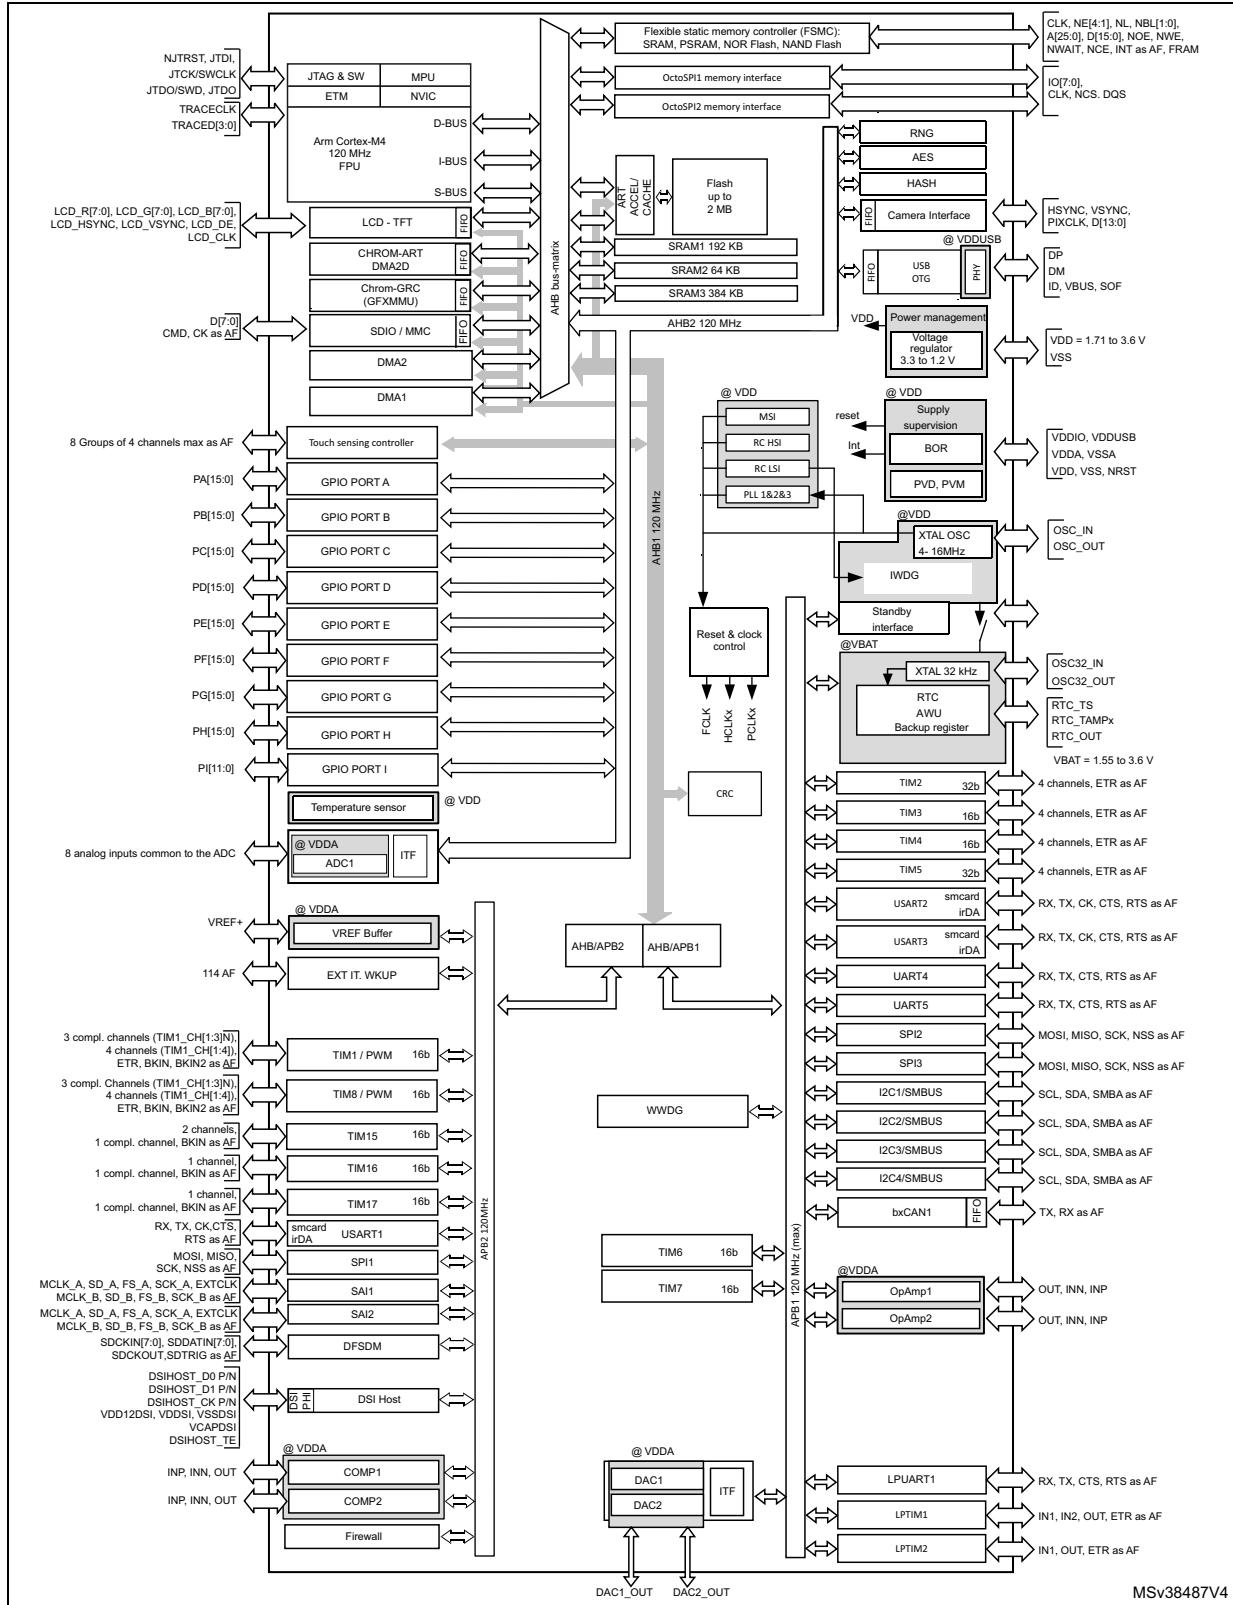 CLK, NE[4:1], NL, NBL[1:0],
A[25:0], D[15:0], NOE, NWE,
NWAIT, NCE, INT as AF, FRAM
Flexible static memory controller (FSMC):
SRAM, PSRAM, NOR Flash, NAND Flash
NJTRST, JTDI,
JTCK/SWCLK
JTDO/SWD, JTDO
JTAG & SW
MPU
ETM
NVIC
TRACECLK
TRACED[3:0]
Arm Cortex-M4
120 MHz
FPU
D-BUS
I-BUS
S-BUS
OctoSPI1 memory interface
OctoSPI2 memory interface
IO[7:0],
CLK, NCS. DQS
RNG
AES
HASH
ART
ACCEL/
CACHE
Flash
up to
2 MB
FIFO
Camera Interface
HSYNC, VSYNC,
PIXCLK, D[13:0]
LCD_R[7:0], LCD_G[7:0], LCD_B[7:0],
LCD_HSYNC, LCD_VSYNC, LCD_DE,
LCD_CLK
LCD - TFT
FIFO
CHROM-ART
DMA2D
FIFO
Chrom-GRC
(GFXMMU)
FIFO
D[7:0]
CMD, CK as AF
SDIO / MMC
FIFO
DMA2
DMA1
AHB bus-matrix
SRAM1 192 KB
SRAM2 64 KB
SRAM3 384 KB
AHB2 120 MHz
@ VDDUSB
FIFO
USB
OTG
PHY
DP
DM
ID, VBUS, SOF
VDD
Power management
Voltage
regulator
3.3 to 1.2 V
VDD = 1.71 to 3.6 V
VSS
@ VDD
MSI
RC HSI
RC LSI
PLL 1&2&3
@ VDD
reset
Int
Supply
supervision
BOR
PVD, PVM
VDDIO, VDDUSB
VDDA, VSSA
VDD, VSS, NRST
8 Groups of 4 channels max as AF
Touch sensing controller
PA[15:0]
GPIO PORT A
PB[15:0]
GPIO PORT B
PC[15:0]
GPIO PORT C
PD[15:0]
GPIO PORT D
PE[15:0]
GPIO PORT E
PF[15:0]
GPIO PORT F
PG[15:0]
GPIO PORT G
PH[15:0]
GPIO PORT H
PI[11:0]
GPIO PORT I
AHB1 120 MHz
@VDD
XTAL OSC
4- 16MHz
IWDG
OSC_IN
OSC_OUT
Standby
interface
Reset & clock
control
FCLK
HCLKx
PCLKx
@VBAT
XTAL 32 kHz
RTC
AWU
Backup register
OSC32_IN
OSC32_OUT
RTC_TS
RTC_TAMPx
RTC_OUT
VBAT = 1.55 to 3.6 V
Temperature sensor
@ VDD
8 analog inputs common to the ADC
@ VDDA
ADC1
ITF
CRC
TIM2
32b
4 channels, ETR as AF
TIM3
16b
4 channels, ETR as AF
TIM4
16b
4 channels, ETR as AF
TIM5
32b
4 channels, ETR as AF
USART2
smcard
irDA
RX, TX, CK, CTS, RTS as AF
USART3
smcard
irDA
RX, TX, CK, CTS, RTS as AF
UART4
RX, TX, CTS, RTS as AF
UART5
RX, TX, CTS, RTS as AF
SPI2
MOSI, MISO, SCK, NSS as AF
SPI3
MOSI, MISO, SCK, NSS as AF
I2C1/SMBUS
SCL, SDA, SMBA as AF
I2C2/SMBUS
SCL, SDA, SMBA as AF
I2C3/SMBUS
SCL, SDA, SMBA as AF
I2C4/SMBUS
SCL, SDA, SMBA as AF
bxCAN1
FIFO
TX, RX as AF
@ VDDA
VREF+
VREF Buffer
114 AF
EXT IT. WKUP
AHB/APB2
AHB/APB1
3 compl. channels (TIM1_CH[1:3]N),
4 channels (TIM1_CH[1:4]),
ETR, BKIN, BKIN2 as AF
TIM1 / PWM
16b
3 compl. Channels (TIM1_CH[1:3]N),
4 channels (TIM1_CH[1:4]),
ETR, BKIN, BKIN2 as AF
TIM8 / PWM
16b
2 channels,
1 compl. channel, BKIN as AF
TIM15
16b
1 channel,
1 compl. channel, BKIN as AF
TIM16
16b
1 channel,
1 compl. channel, BKIN as AF
TIM17
16b
RX, TX, CK,CTS,
RTS as AF
smcard
irDA
USART1
MOSI, MISO,
SCK, NSS as AF
SPI1
MCLK_A, SD_A, FS_A, SCK_A, EXTCLK
MCLK_B, SD_B, FS_B, SCK_B as AF
SAI1
MCLK_A, SD_A, FS_A, SCK_A, EXTCLK
MCLK_B, SD_B, FS_B, SCK_B as AF
SAI2
SDCKIN[7:0], SDDATIN[7:0],
SDCKOUT,SDTRIG as AF
DFSDM
DSIHOST_D0 P/N
DSIHOST_D1 P/N
DSIHOST_CK P/N
VDD12DSI, VDDSI, VSSDSI
VCAPDSI
DSIHOST_TE
DSI
PHI
DSI Host
APB2 120MHz
WWDG
TIM6
16b
TIM7
16b
APB1 120 MHz (max)
@VDDA
OpAmp1
OUT, INN, INP
OpAmp2
OUT, INN, INP
@ VDDA
INP, INN, OUT
COMP1
INP, INN, OUT
COMP2
Firewall
@ VDDA
DAC1
DAC2
ITF
DAC1_OUT
DAC2_OUT
LPUART1
RX, TX, CTS, RTS as AF
LPTIM1
IN1, IN2, OUT, ETR as AF
LPTIM2
IN1, OUT, ETR as AF
MSv38487V4